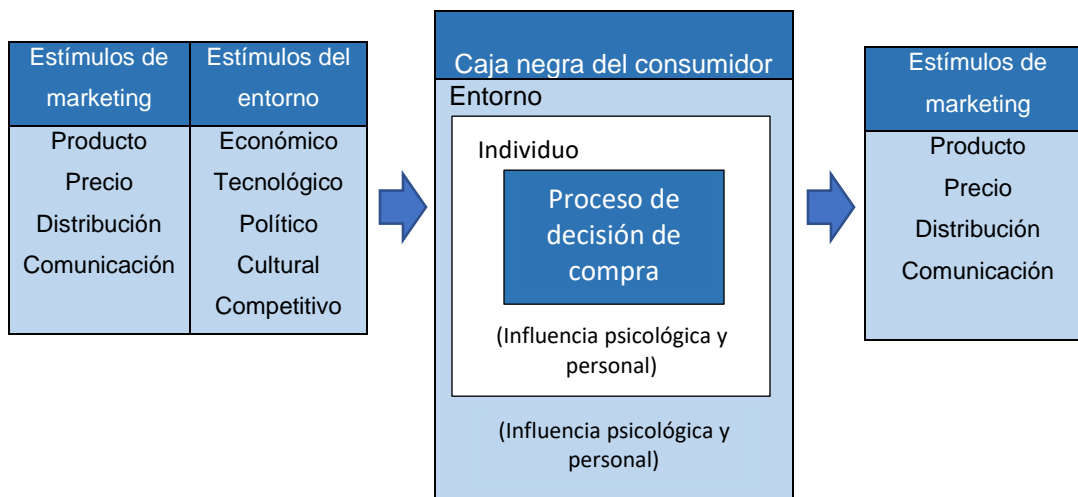 Estímulos de
marketing
Estímulos del
entorno
Producto
Precio
Distribución
Comunicación
Económico
Tecnológico
Político
Cultural
Competitivo
Caja negra del consumidor
Entorno
Individuo
Proceso de
decisión de
compra
(Influencia psicológica y
personal)
(Influencia psicológica y
personal)
Estímulos de
marketing
Producto
Precio
Distribución
Comunicación